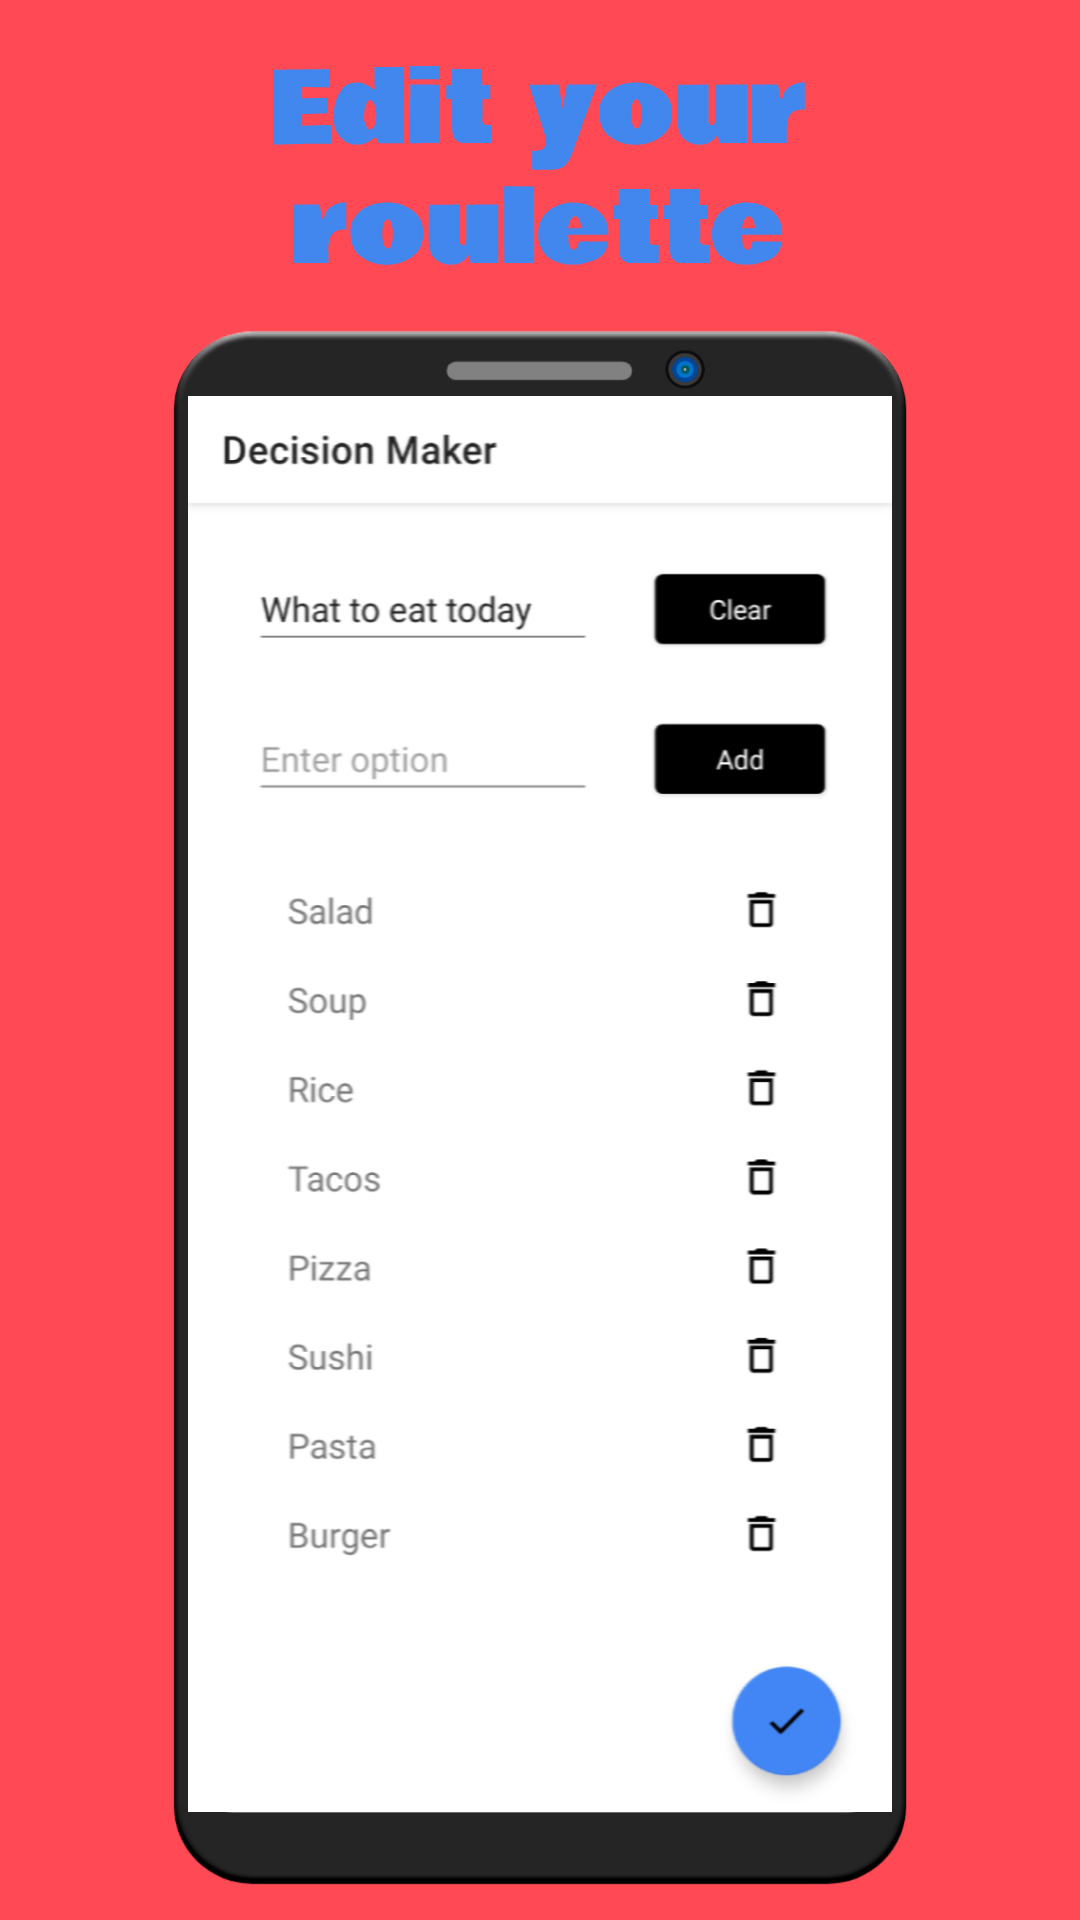 Edit your
roulette
Decision Maker
What to eat today
Clear
Enter option
Add
Salad
Soup
Rice
Tacos
Pizza
Sushi
Pasta
Burger